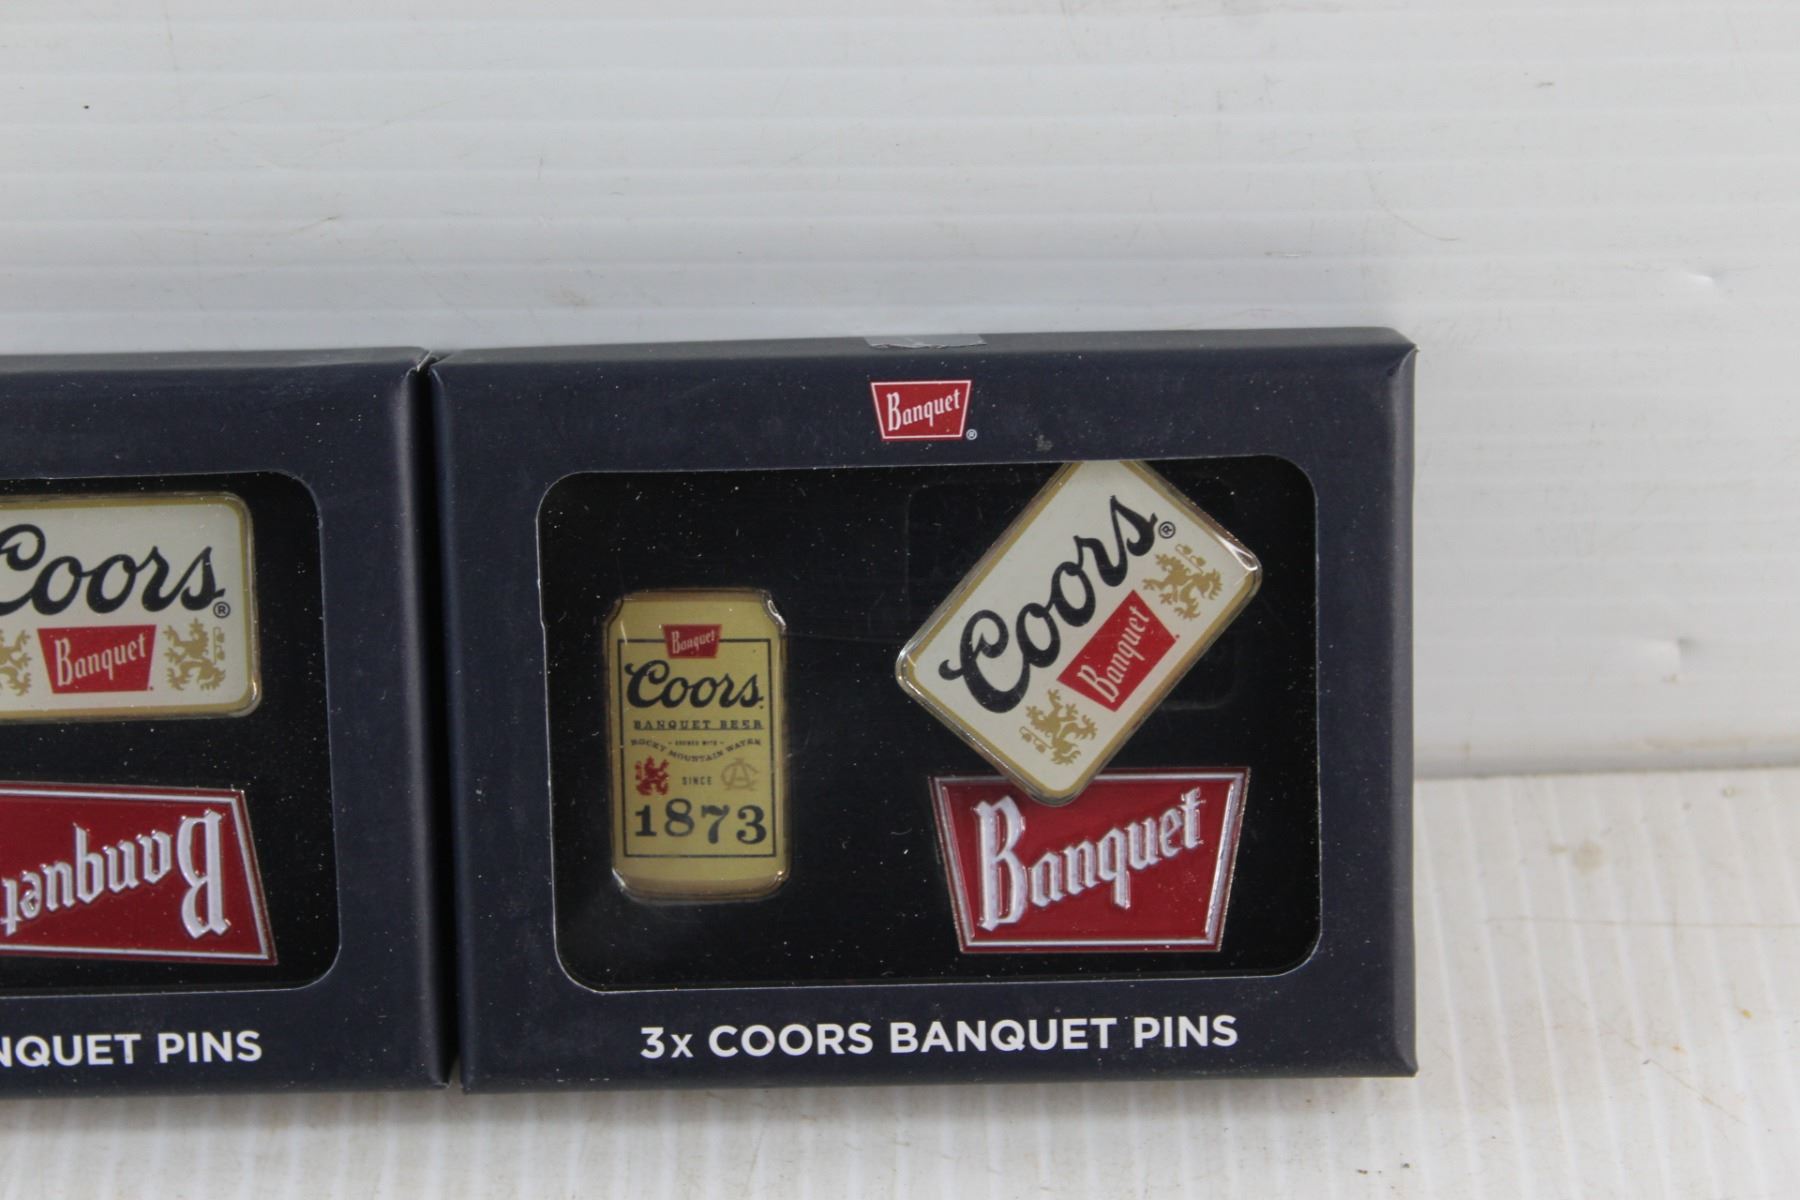 Coors®
Banquet
Banquet
NQUET PINS
Banquet®
Banquet
Coors.
BANQUET BEER
BREWED WITH
ROCKY MOUNTAIN WATER
SINCE
AC
1873
Coors®
Banquet
Banquet
3x COORS BANQUET PINS